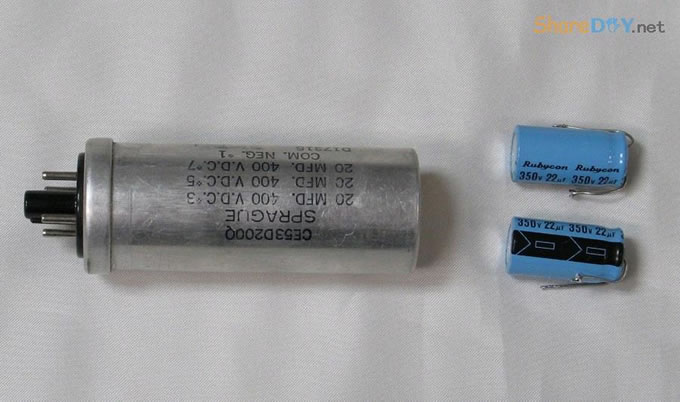 ShareDIY.net
CE53D200Q
SPRAGUE
20 MFD. 400 V.D.C.*3
20 MFD. 400 V.D.C.*5
20 MFD. 400 V.D.C.*7
COM. NEG. *1
Rubycon Rubycon
350V 22µF 350V 22µF
350V 22µF 350V 22µF